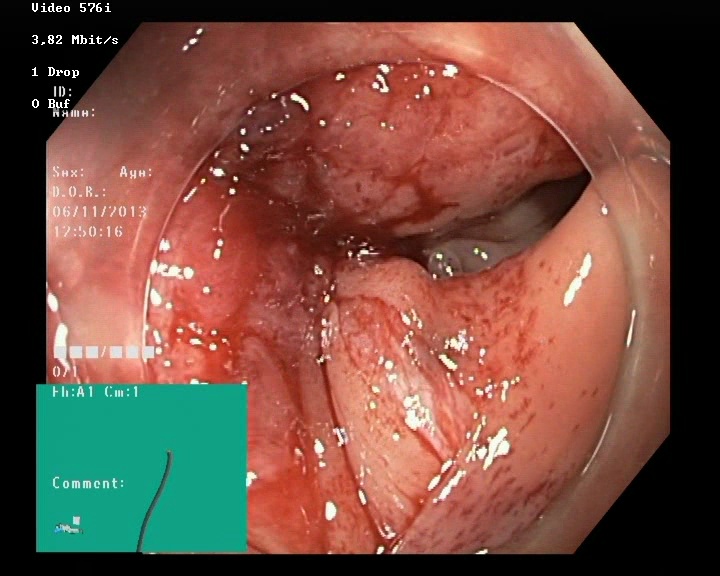 Video 576i
3,82 Mbit/s
1 Drop
0 Buf
ID:
Name:
Sex: Age:
D.O.B.:
06/11/2013
12:50:16
0/1
Ph:A1 Cm:1
Comment: